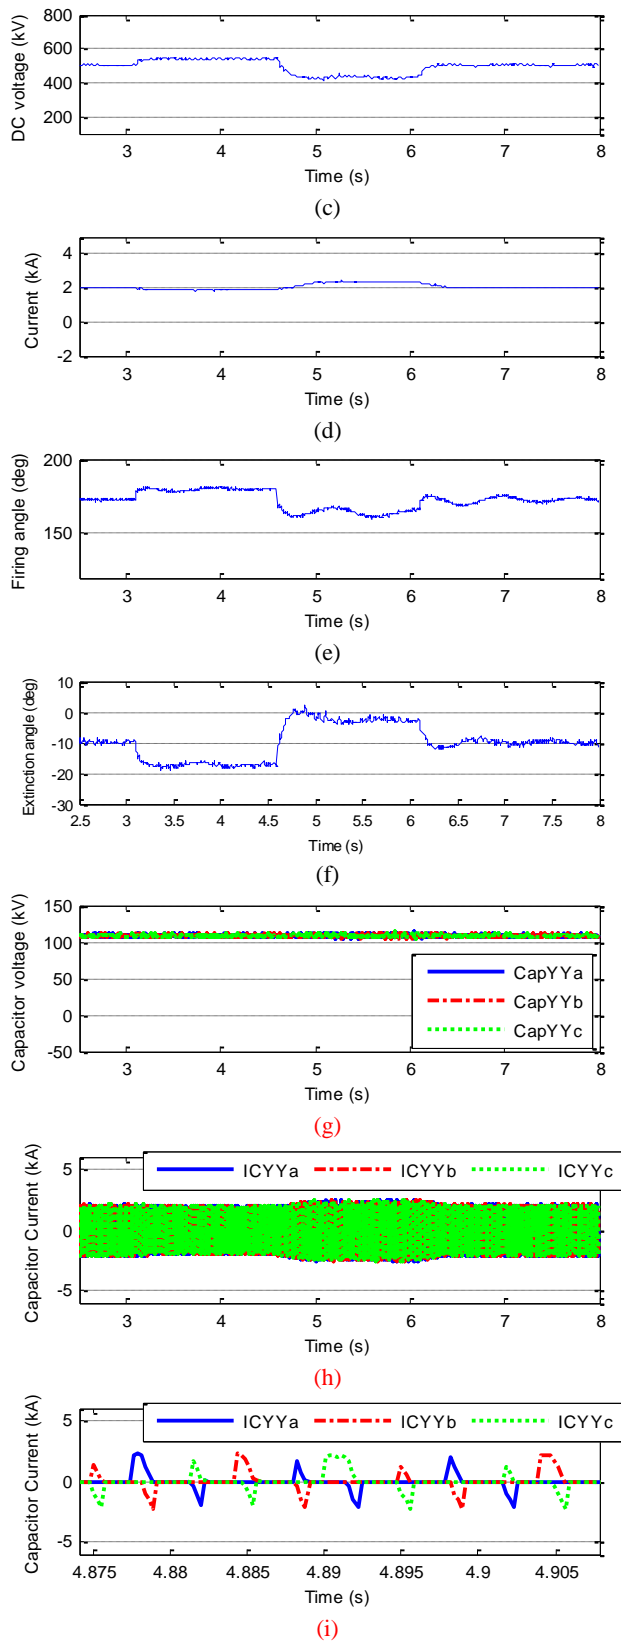 DC voltage (kV)
800
600
400
200
3 4 5 6 7 8
Time (s)
(c)
Current (kA)
4
2
0
-2
3 4 5 6 7 8
Time (s)
(d)
Firing angle (deg)
200
150
3 4 5 6 7 8
Time (s)
(e)
Extinction angle (deg)
10
0
-10
-20
-30
2.5 3 3.5 4 4.5 5 5.5 6 6.5 7 7.5 8
Time (s)
(f)
Capacitor voltage (kV)
150
100
50
0
-50
CapYYa
CapYYb
CapYYc
3 4 5 6 7 8
Time (s)
(g)
Capacitor Current (kA)
ICYYa ICYYb ICYYc
5
0
-5
3 4 5 6 7 8
Time (s)
(h)
Capacitor Current (kA)
ICYYa ICYYb ICYYc
5
0
-5
4.875 4.88 4.885 4.89 4.895 4.9 4.905
Time (s)
(i)